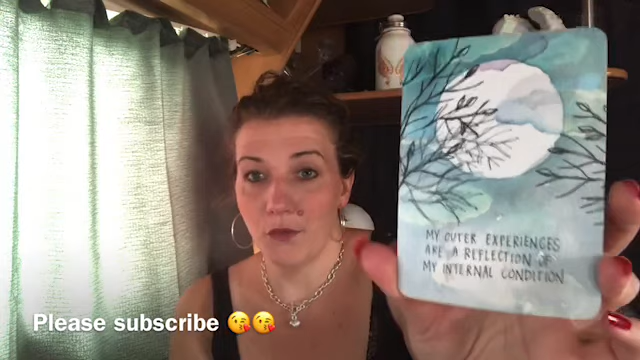 MY OUTER EXPERIENCES
ARE A REFLECTION OF
MY INTERNAL CONDITION
Please subscribe 😘😘